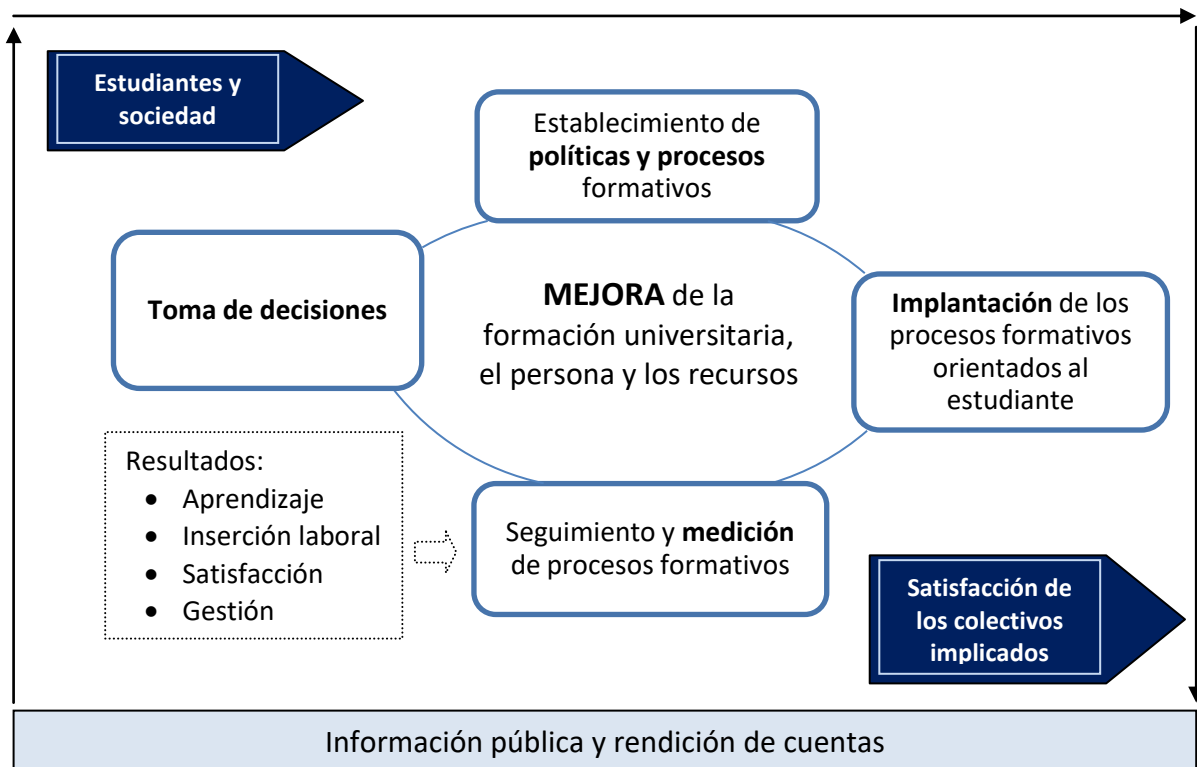 Estudiantes y
sociedad
Establecimiento de
políticas y procesos
formativos
Toma de decisiones
MEJORA de la
formación universitaria,
el persona y los recursos
Implantación de los
procesos formativos
orientados al
estudiante
Resultados:
• Aprendizaje
• Inserción laboral
• Satisfacción
• Gestión
Seguimiento y medición
de procesos formativos
Satisfacción de
los colectivos
implicados
Información pública y rendición de cuentas